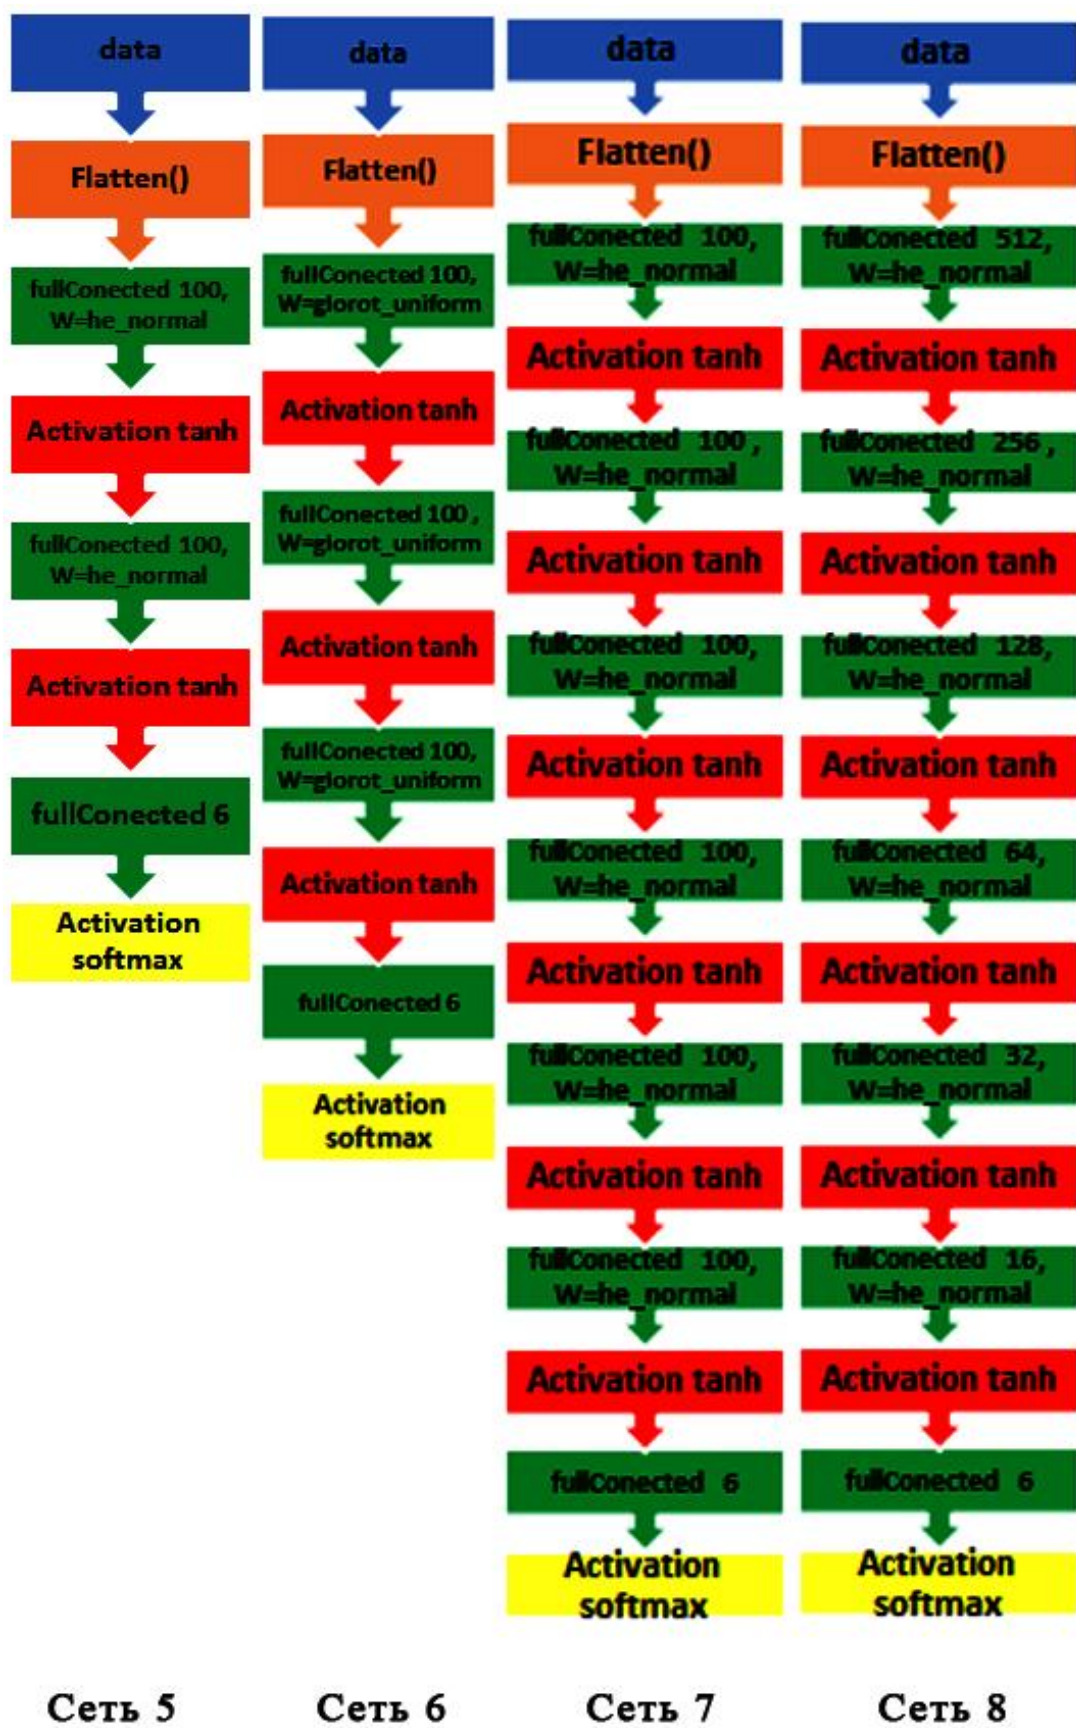 data
Flatten()
fullConected 100,
W=he_normal
Activation tanh
fullConected 100,
W=he_normal
Activation tanh
fullConected 6
Activation
softmax
Сеть 5
data
Flatten()
fullConected 100,
W=glorot_uniform
Activation tanh
fullConected 100 ,
W=glorot_uniform
Activation tanh
fullConected 100,
W=glorot_uniform
Activation tanh
fullConected 6
Activation
softmax
Сеть 6
data
Flatten()
fullConected 100,
W=he_normal
Activation tanh
fullConected 100 ,
W=he_normal
Activation tanh
fullConected 100,
W=he_normal
Activation tanh
fullConected 100,
W=he_normal
Activation tanh
fullConected 100,
W=he_normal
Activation tanh
fullConected 100,
W=he_normal
Activation tanh
fullConected 6
Activation
softmax
Сеть 7
data
Flatten()
fullConected 512,
W=he_normal
Activation tanh
fullConected 256 ,
W=he_normal
Activation tanh
fullConected 128,
W=he_normal
Activation tanh
fullConected 64,
W=he_normal
Activation tanh
fullConected 32,
W=he_normal
Activation tanh
fullConected 16,
W=he_normal
Activation tanh
fullConected 6
Activation
softmax
Сеть 8